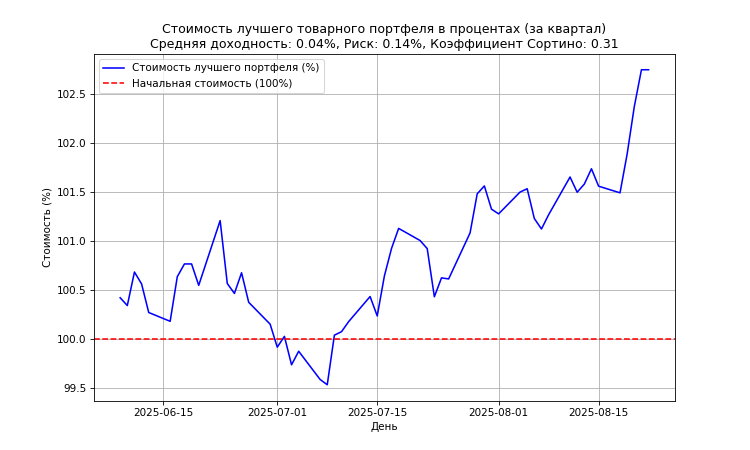 Стоимость лучшего товарного портфеля в процентах (за квартал)
Средняя доходность: 0.04%, Риск: 0.14%, Коэффициент Сортино: 0.31
Стоимость лучшего портфеля (%)
Начальная стоимость (100%)
Стоимость (%)
102.5
102.0
101.5
101.0
100.5
100.0
99.5
2025-06-15 2025-07-01 2025-07-15 2025-08-01 2025-08-15
День